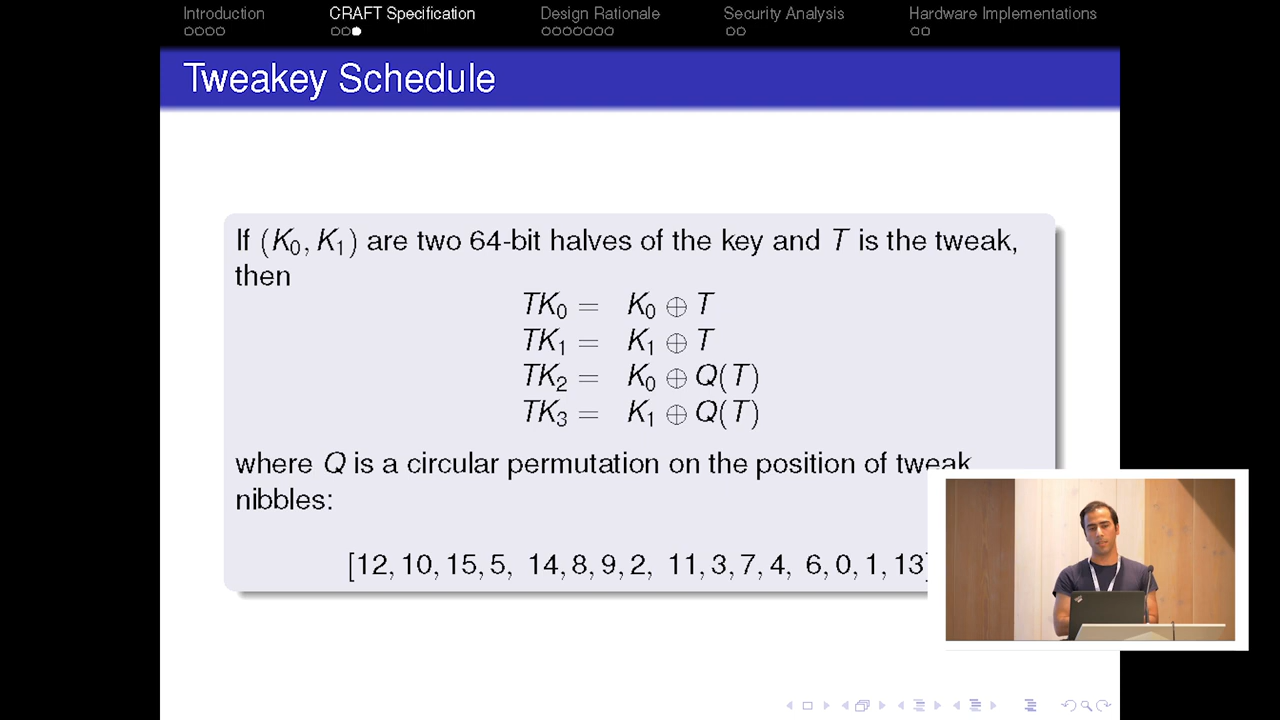 Introduction CRAFT Specification Design Rationale Security Analysis Hardware Implementations
Tweakey Schedule
If (K₀, K₁) are two 64-bit halves of the key and T is the tweak,
then
TK₀ = K₀ ⊕ T
TK₁ = K₁ ⊕ T
TK₂ = K₀ ⊕ Q(T)
TK₃ = K₁ ⊕ Q(T)
where Q is a circular permutation on the position of tweak
nibbles:
[12, 10, 15, 5, 14, 8, 9, 2, 11, 3, 7, 4, 6, 0, 1, 13]